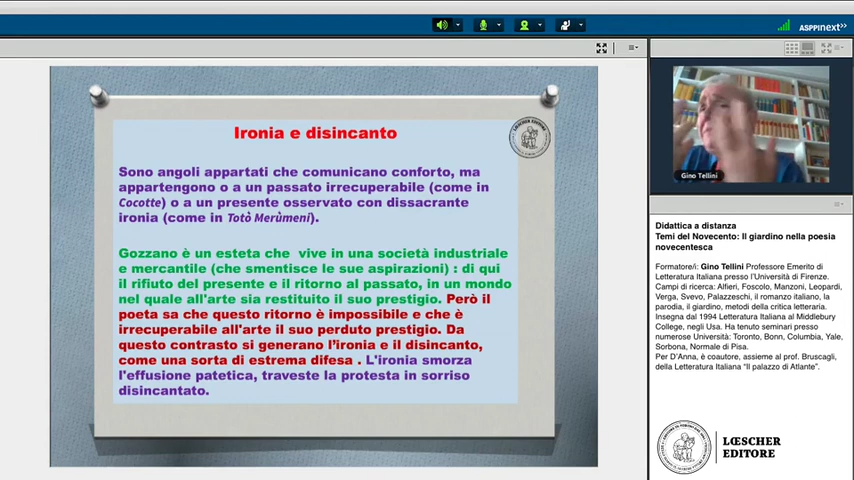 ASPPInext>>
Ironia e disincanto
Sono angoli appartati che comunicano conforto, ma
appartengono o a un passato irrecuperabile (come in
Cocotte) o a un presente osservato con dissacrante
ironia (come in Totò Merùmeni).
Gozzano è un esteta che vive in una società industriale
e mercantile (che smentisce le sue aspirazioni) : di qui
il rifiuto del presente e il ritorno al passato, in un mondo
nel quale all'arte sia restituito il suo prestigio. Però il
poeta sa che questo ritorno è impossibile e che è
irrecuperabile all'arte il suo perduto prestigio. Da
questo contrasto si generano l'ironia e il disincanto,
come una sorta di estrema difesa . L'ironia smorza
l'effusione patetica, traveste la protesta in sorriso
disincantato.
Gino Tellini
Didattica a distanza
Temi del Novecento: Il giardino nella poesia
novecentesca
Formatore/i: Gino Tellini Professore Emerito di
Letteratura Italiana presso l'Università di Firenze.
Campi di ricerca: Alfieri, Foscolo, Manzoni, Leopardi,
Verga, Svevo, Palazzeschi, il romanzo italiano, la
parodia, il giardino, metodi della critica letteraria.
Insegna dal 1994 Letteratura Italiana al Middlebury
College, negli Usa. Ha tenuto seminari presso
numerose Università: Toronto, Bonn, Columbia, Yale,
Sorbona, Normale di Pisa.
Per D'Anna, è coautore, assieme al prof. Bruscagli,
della Letteratura Italiana "Il palazzo di Atlante".
LŒSCHER
EDITORE